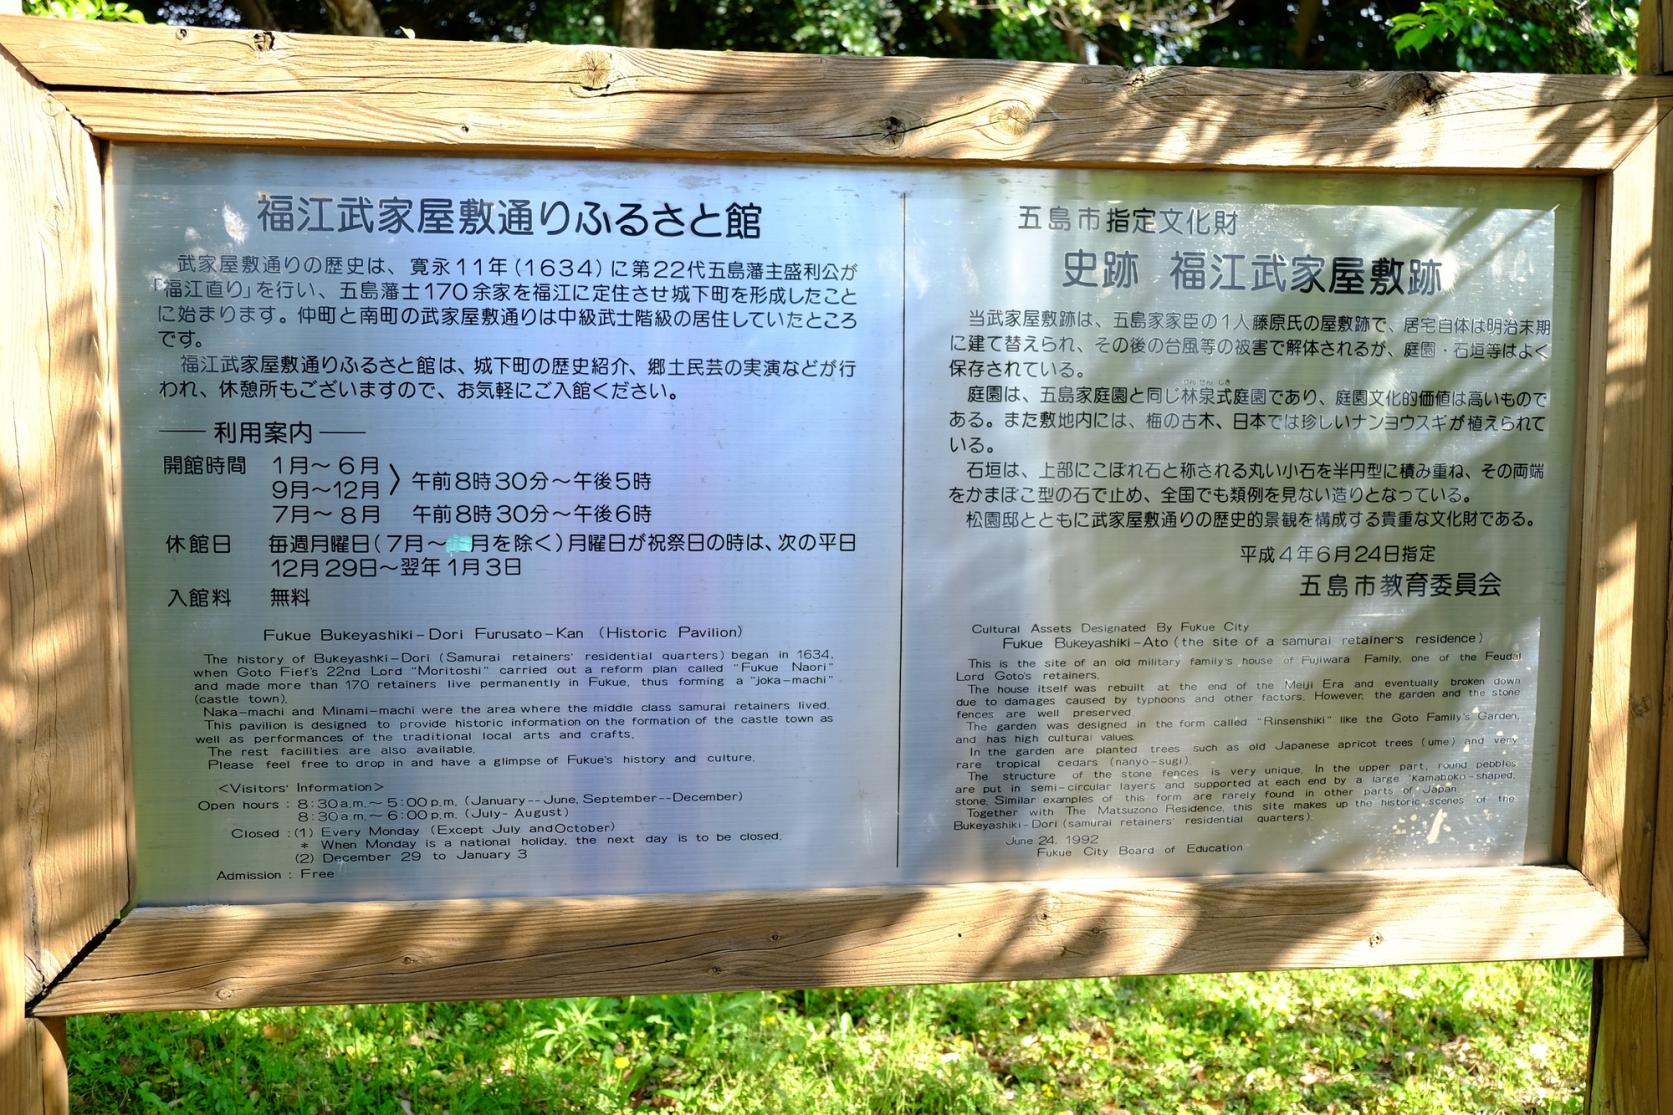 福江武家屋敷通りふるさと館
武家屋敷通りの歴史は、寛永11年(1634)に第22代五島藩主盛利公が
「福江直り」を行い、五島藩士170余家を福江に定住させ城下町を形成したこと
に始まります。仲町と南町の武家屋敷通りは中級武士階級の居住していたところ
です。
福江武家屋敷通りふるさと館は、城下町の歴史紹介、郷土民芸の実演などが行
われ、休憩所もございますので、お気軽にご入館ください。
利用案内
開館時間 1月〜6月
9月〜12月 〉午前8時30分〜午後5時
7月〜8月 午前8時30分〜午後6時
休館日 毎週月曜日(7月〜 月を除く)月曜日が祝祭日の時は、次の平日
12月29日〜翌年1月3日
入館料 無料
Fukue Bukeyashiki-Dori Furusato-Kan (Historic Pavilion)
The history of Bukeyashki-Dori (Samurai retainers' residential quarters) began in 1634,
when Goto Fief's 22nd Lord "Moritoshi" carried out a reform plan called "Fukue Naori"
and made more than 170 retainers live permanently in Fukue, thus forming a "joka-machi"
(castle town).
Naka-machi and Minami-machi were the area where the middle class samurai retainers lived.
This pavilion is designed to provide historic information on the formation of the castle town as
well as performances of the traditional local arts and crafts.
The rest facilities are also available.
Please feel free to drop in and have a glimpse of Fukue's history and culture.
<Visitors' Information>
Open hours : 8:30a.m.〜5:00p.m. (January--June, September--December)
8:30a.m.〜6:00p.m. (July-August)
Closed : (1) Every Monday (Except July andOctober)
* When Monday is a national holiday, the next day is to be closed.
(2) December 29 to January 3
Admission : Free
五島市指定文化財
史跡 福江武家屋敷跡
当武家屋敷跡は、五島家家臣の1人藤原氏の屋敷跡で、居宅自体は明治末期
に建て替えられ、その後の台風等の被害で解体されるが、庭園・石垣等はよく
保存されている。
庭園は、五島家庭園と同じ林泉式庭園であり、庭園文化的価値は高いもので
ある。また敷地内には、梅の古木、日本では珍しいナンヨウスギが植えられて
いる。
石垣は、上部にこぼれ石と称される丸い小石を半円型に積み重ね、その両端
をかまぼこ型の石で止め、全国でも類例を見ない造りとなっている。
松園邸とともに武家屋敷通りの歴史的景観を構成する貴重な文化財である。
平成4年6月24日指定
五島市教育委員会
Cultural Assets Designated By Fukue City
Fukue Bukeyashiki-Ato (the site of a samurai retainer's residence)
This is the site of an old military family's house of Fujiwara Family, one of the Feudal
Lord Goto's retainers.
The house itself was rebuilt at the end of the Meiji Era and eventually broken down
due to damages caused by typhoons and other factors. However, the garden and the stone
fences are well preserved.
The garden was designed in the form called "Rinsenshiki" like the Goto Family's Garden,
and has high cultural values.
In the garden are planted trees such as old Japanese apricot trees (ume) and very
rare tropical cedars (nanyo-sugi).
The structure of the stone fences is very unique. In the upper part, round pebbles
are put in semi-circular layers and supported at each end by a large kamaboko-shaped,
stone. Similar examples of this form are rarely found in other parts of Japan.
Together with The Matsuzono Residence, this site makes up the historic scenes of the
Bukeyashiki-Dori (samurai retainers' residential quarters).
June 24, 1992
Fukue City Board of Education